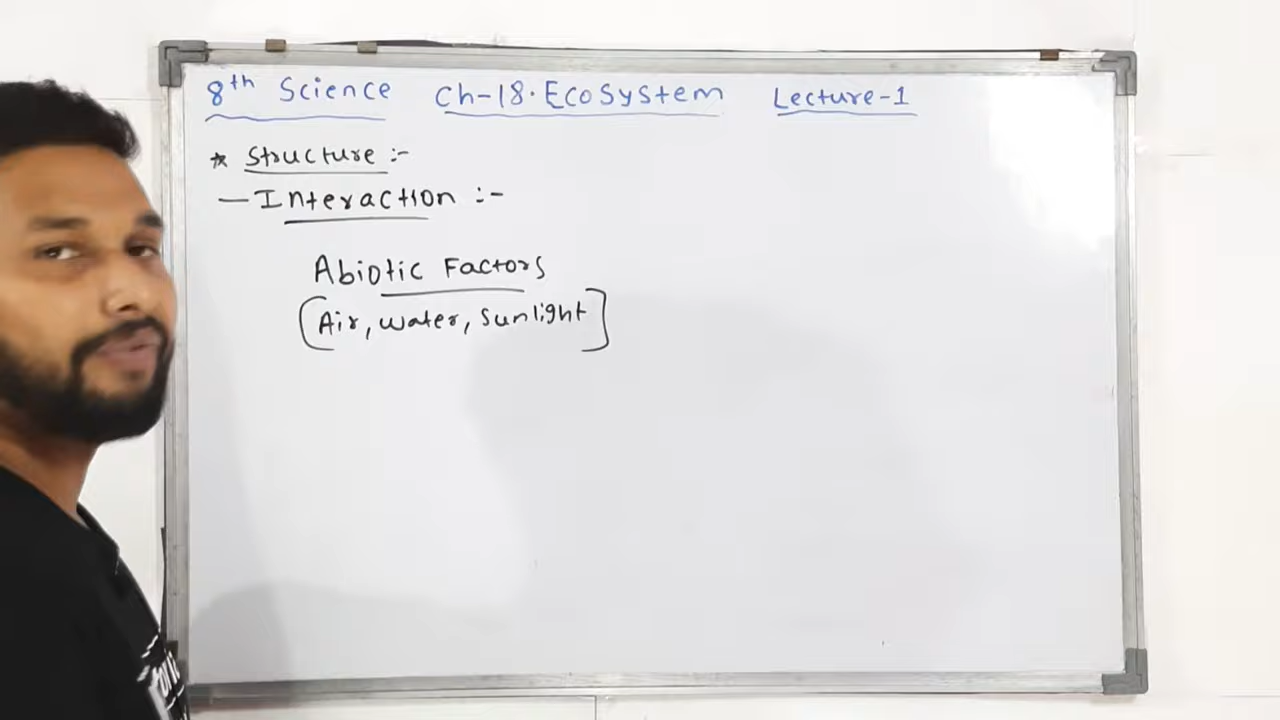 8th Science Ch-18. Ecosystem Lecture-1
* Structure :-
— Interaction :-
Abiotic Factors
[Air, water, sunlight]